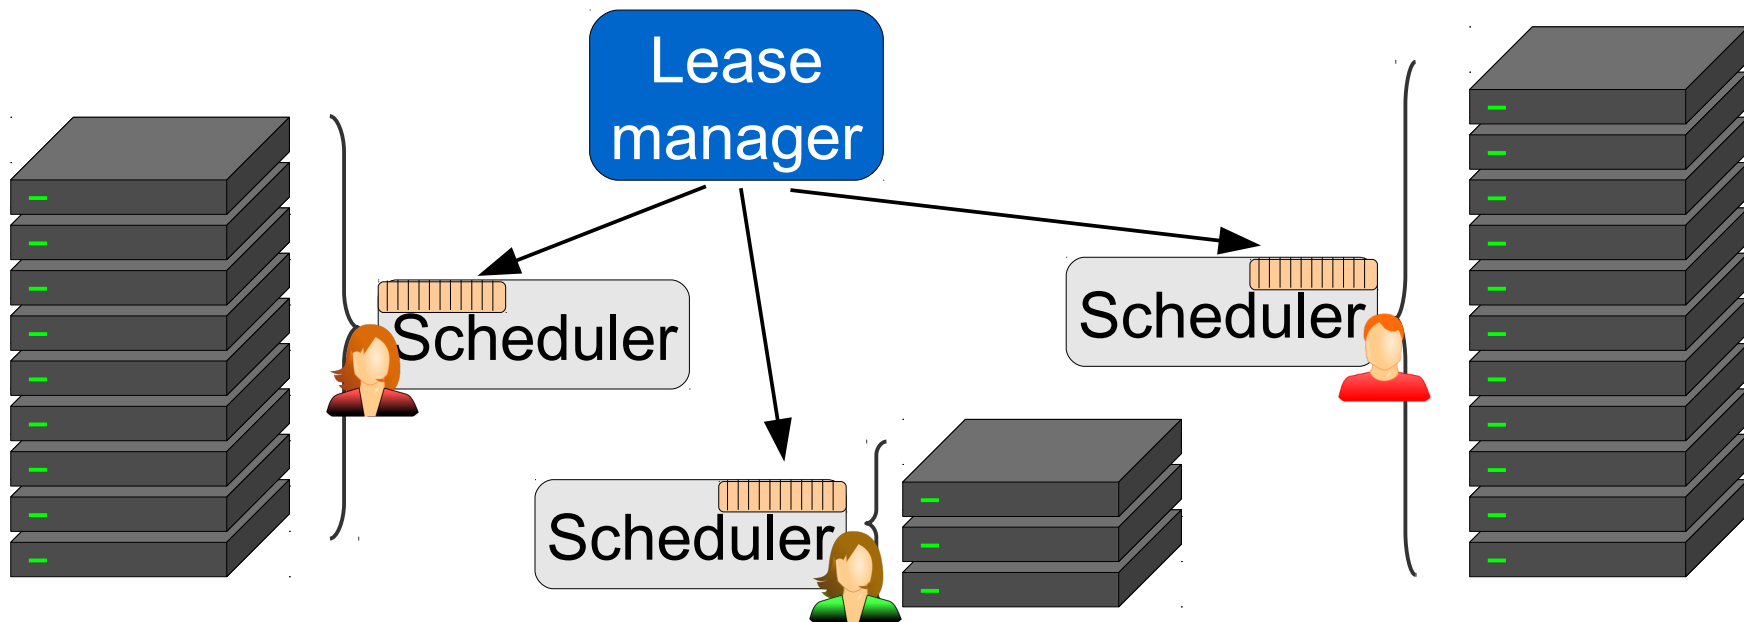 Lease
manager
Scheduler
Scheduler
Scheduler